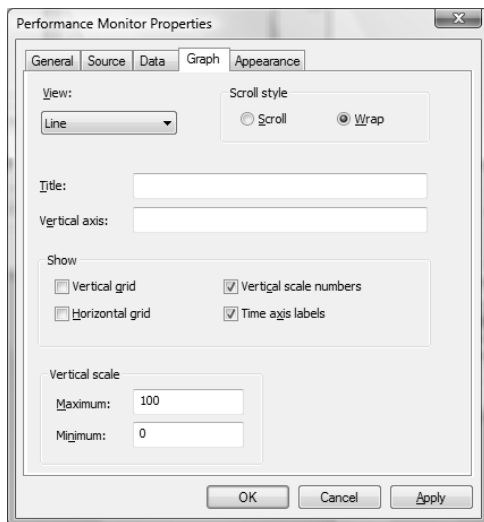 Performance Monitor Properties
General Source Data Graph Appearance
View:
Line
Scroll style
Scroll Wrap
Title:
Vertical axis:
Show
Vertical grid Vertical scale numbers
Horizontal grid Time axis labels
Vertical scale
Maximum: 100
Minimum: 0
OK Cancel Apply